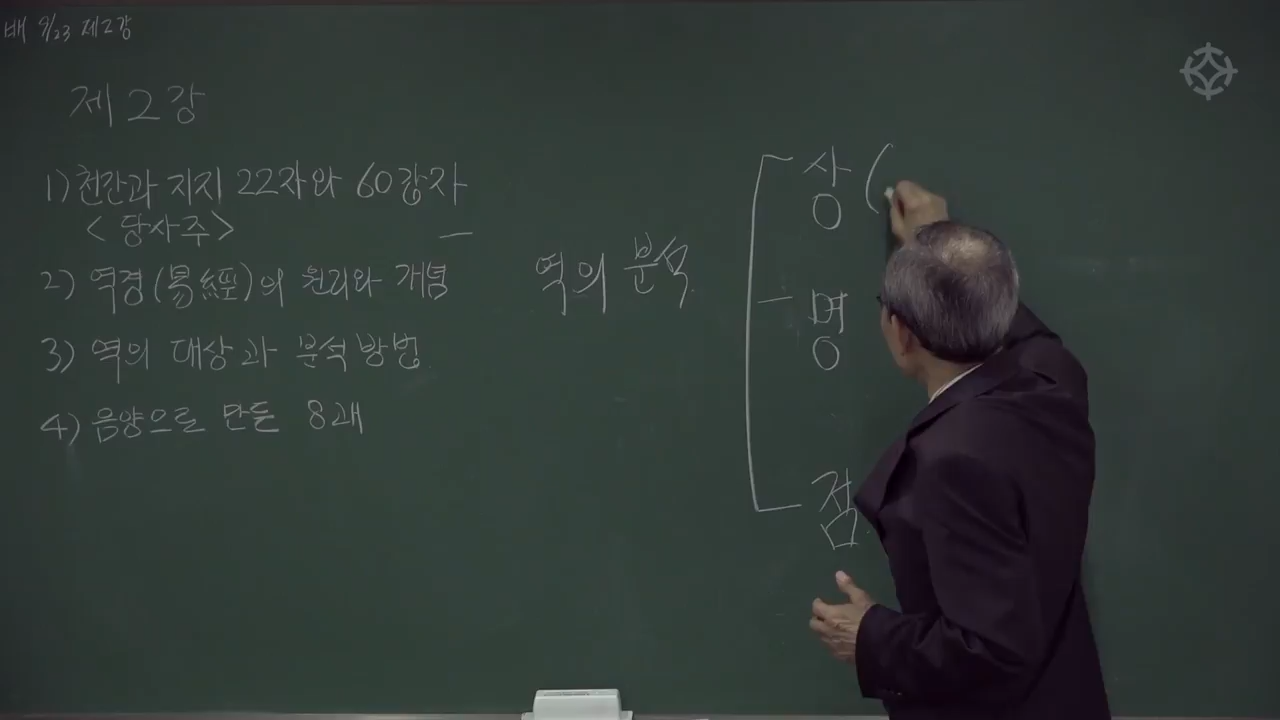 배 9/23 제2강
제2강
1) 천간과 지지 22자와 60갑자
<당사주>
2) 역경(易經)의 원리와 개념
3) 역의 대상과 분석방법
4) 음양으로 만든 8괘
역의 분석
상(
명
점